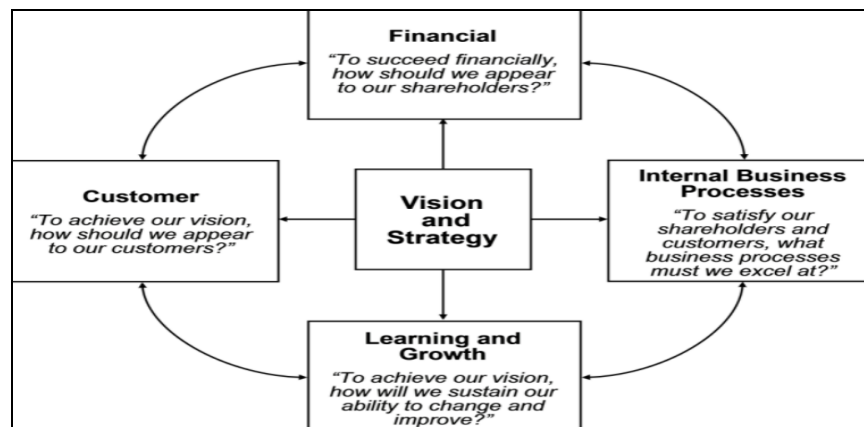 Financial
“To succeed financially,
how should we appear
to our shareholders?”
Customer
“To achieve our vision,
how should we appear
to our customers?”
Vision
and
Strategy
Internal Business
Processes
“To satisfy our
shareholders and
customers, what
business processes
must we excel at?”
Learning and
Growth
“To achieve our vision,
how will we sustain our
ability to change and
improve?”